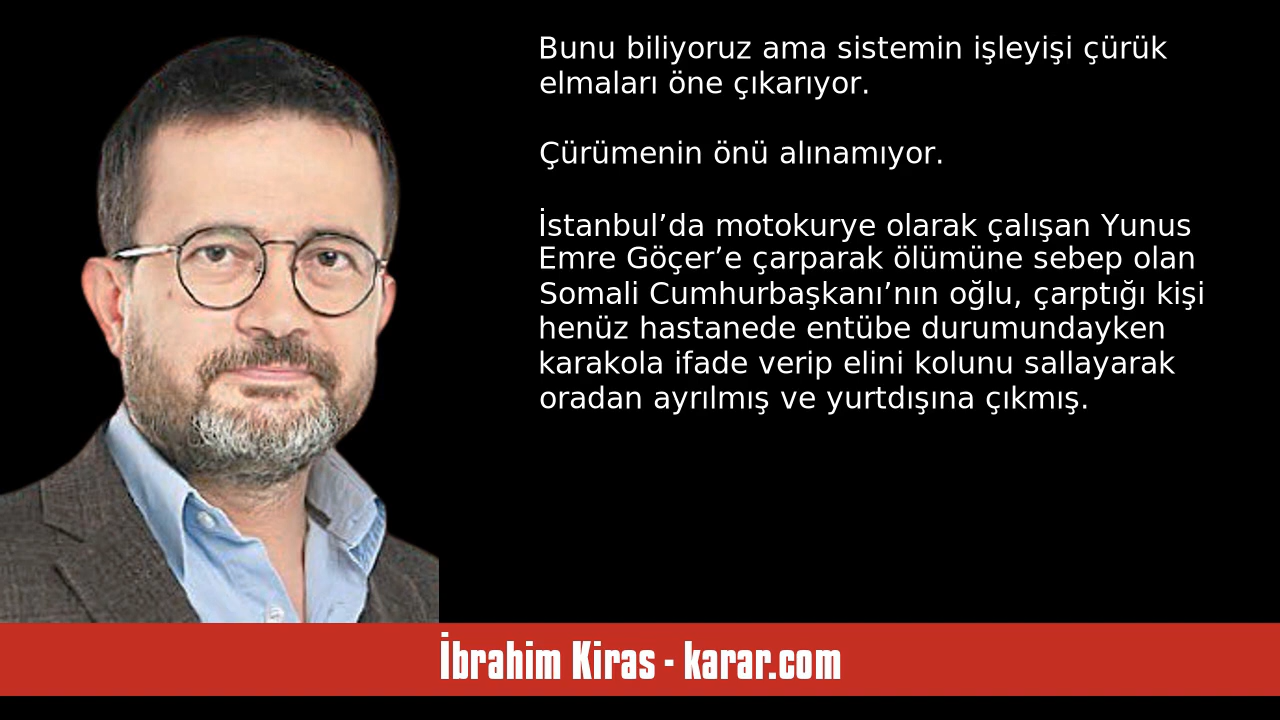 Bunu biliyoruz ama sistemin işleyişi çürük
elmaları öne çıkarıyor.
Çürümenin önü alınamıyor.
İstanbul’da motokurye olarak çalışan Yunus
Emre Göçer’e çarparak ölümüne sebep olan
Somali Cumhurbaşkanı’nın oğlu, çarptığı kişi
henüz hastanede entübe durumundayken
karakola ifade verip elini kolunu sallayarak
oradan ayrılmış ve yurtdışına çıkmış.
İbrahim Kiras - karar.com